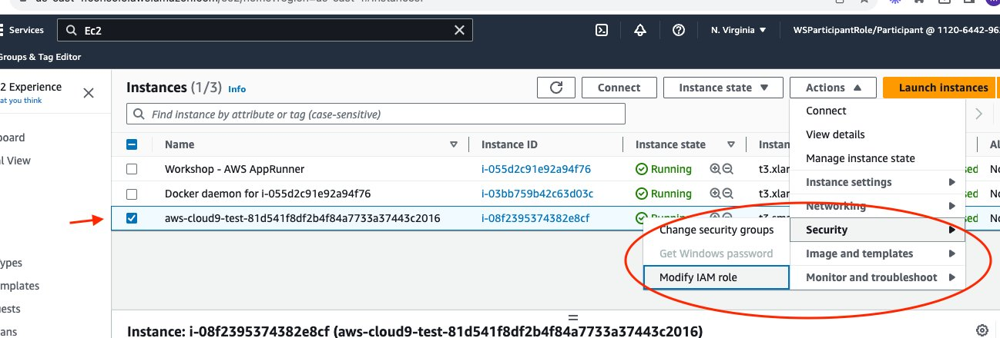 Services
Ec2
N. Virginia
WSParticipantRole/Participant @ 1120-6442-96
Groups & Tag Editor
2 Experience
at you think
Instances (1/3) Info
Connect
Instance state
Actions
Launch instances
Find instance by attribute or tag (case-sensitive)
Connect
View details
Manage instance state
Instance settings
Networking
Security
Image and templates
Monitor and troubleshoot
Name
Instance ID
Instance state
Instan
Al
Workshop - AWS AppRunner
i-055d2c91e92a94f76
Running
t3.xlar
sed
No
Docker daemon for i-055d2c91e92a94f76
i-03bb759b42c63d03c
Running
t3.xlar
sed
No
aws-cloud9-test-81d541f8df2b4f84a7733a37443c2016
i-08f2395374382e8cf
Running
sed
No
Change security groups
Get Windows password
Modify IAM role
board
al View
ypes
mplates
uests
ans
Instance: i-08f2395374382e8cf (aws-cloud9-test-81d541f8df2b4f84a7733a37443c2016)